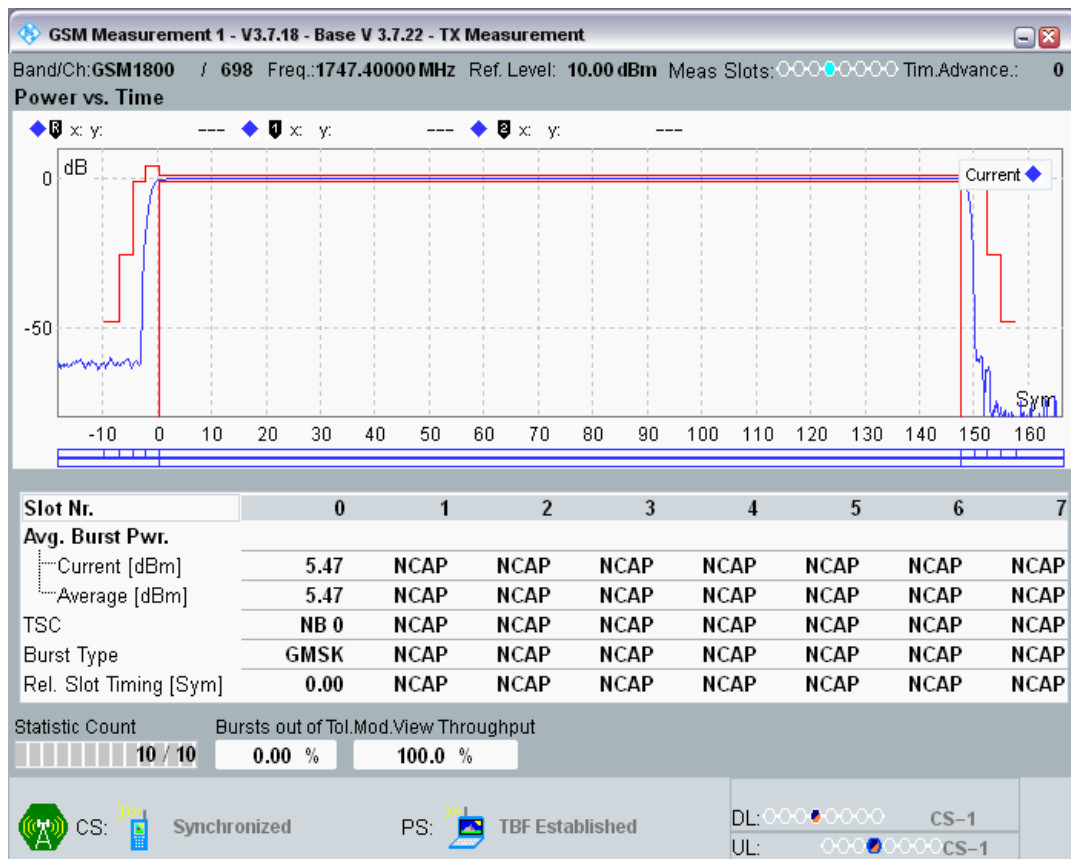 GSM Measurement 1 - V3.7.18 - Base V 3.7.22 - TX Measurement
Band/Ch:GSM1800 / 698 Freq.:1747.40000 MHz Ref. Level: 10.00 dBm Meas Slots: Tim.Advance.: 0
Power vs. Time
R x: y: --- 1 x: y: --- 2 x: y: ---
dB
0
Current
-50
Sym
-10 0 10 20 30 40 50 60 70 80 90 100 110 120 130 140 150 160
Slot Nr. 0 1 2 3 4 5 6 7
Avg. Burst Pwr.
Current [dBm] 5.47 NCAP NCAP NCAP NCAP NCAP NCAP NCAP
Average [dBm] 5.47 NCAP NCAP NCAP NCAP NCAP NCAP NCAP
TSC NB 0 NCAP NCAP NCAP NCAP NCAP NCAP NCAP
Burst Type GMSK NCAP NCAP NCAP NCAP NCAP NCAP NCAP
Rel. Slot Timing [Sym] 0.00 NCAP NCAP NCAP NCAP NCAP NCAP NCAP
Statistic Count Bursts out of Tol.Mod.View Throughput
10 / 10 0.00 % 100.0 %
CS: Synchronized PS: TBF Established DL: CS-1
UL: CS-1